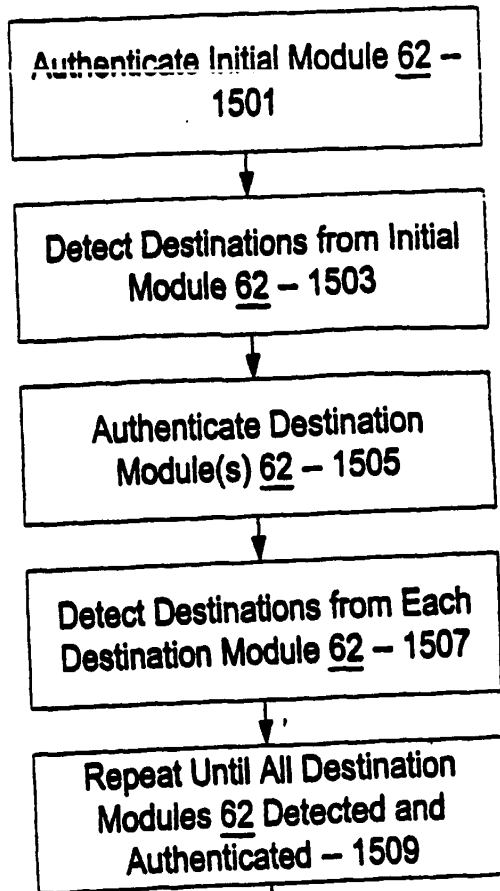 Authenticate Initial Module 62 –
1501
Detect Destinations from Initial
Module 62 – 1503
Authenticate Destination
Module(s) 62 – 1505
Detect Destinations from Each
Destination Module 62 – 1507
Repeat Until All Destination
Modules 62 Detected and
Authenticated – 1509